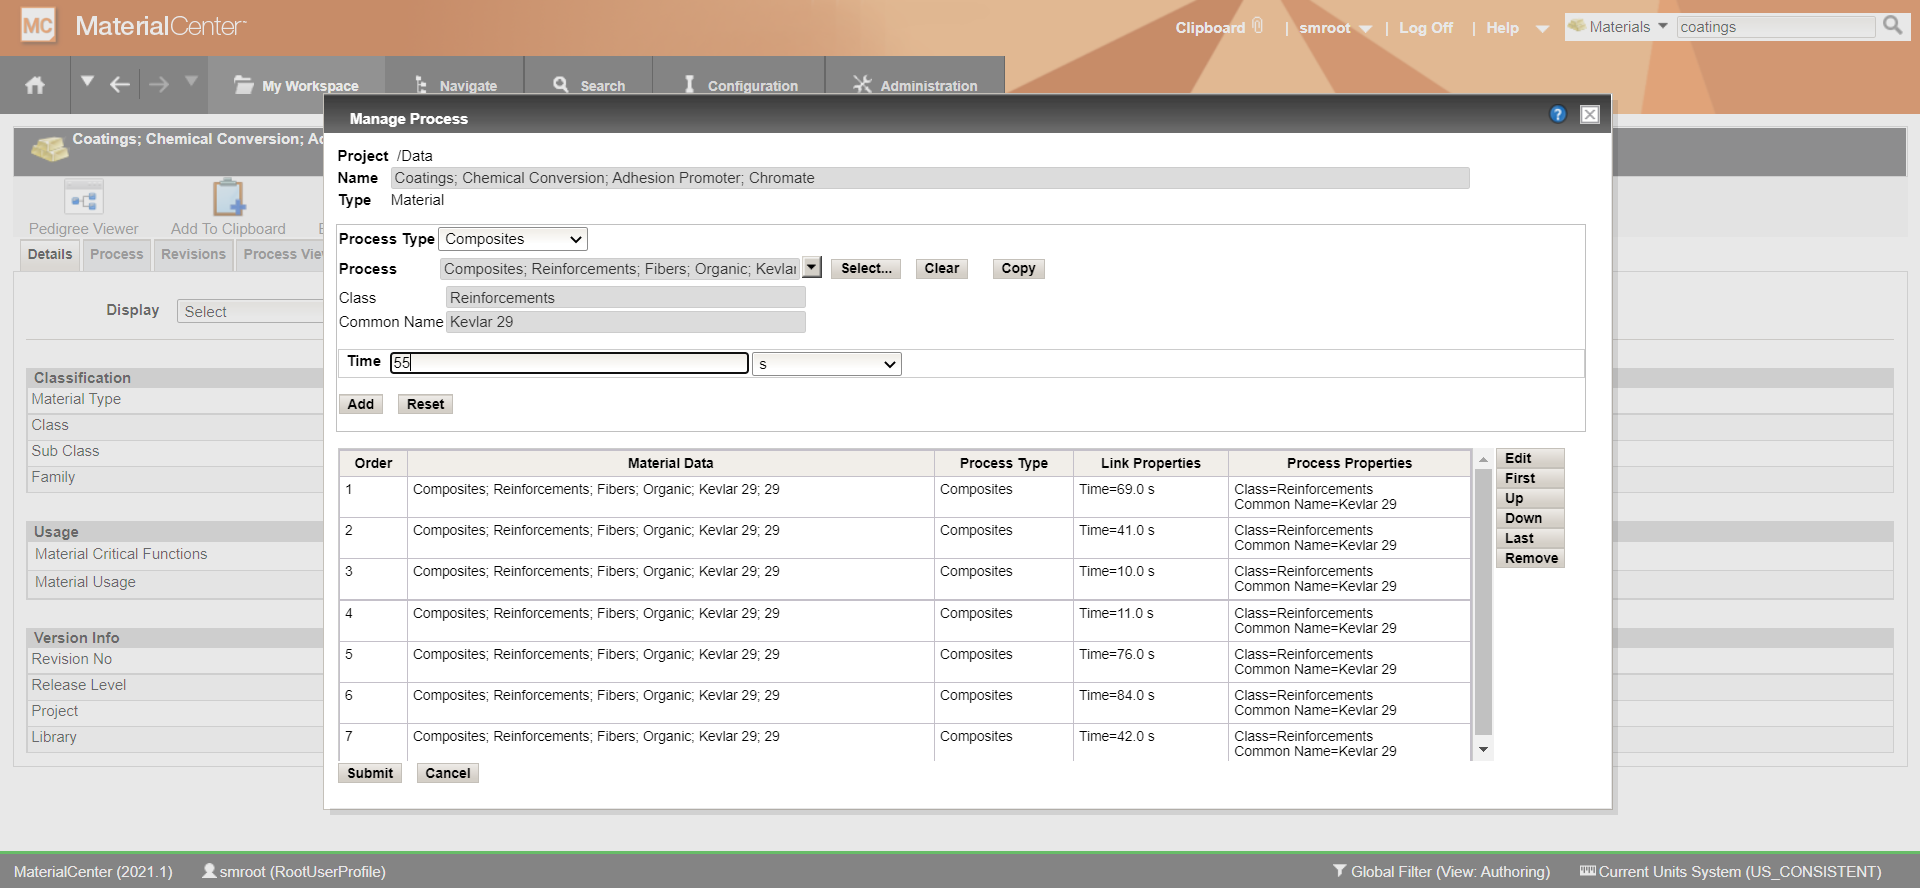 MC MaterialCenter
Clipboard | smroot | Log Off | Help Materials coatings
My Workspace Navigate Search Configuration Administration
Manage Process ?
Coatings; Chemical Conversion; Ad
Pedigree Viewer Add To Clipboard
Details Process Revisions Process Vie
Display Select
Classification
Material Type
Class
Sub Class
Family
Usage
Material Critical Functions
Material Usage
Version Info
Revision No
Release Level
Project
Library
Project /Data
Name Coatings; Chemical Conversion; Adhesion Promoter; Chromate
Type Material
Process Type Composites
Process Composites; Reinforcements; Fibers; Organic; Kevlar Select... Clear Copy
Class Reinforcements
Common Name Kevlar 29
Time 55 s
Add Reset
Order Material Data Process Type Link Properties Process Properties
1 Composites; Reinforcements; Fibers; Organic; Kevlar 29; 29 Composites Time=69.0 s Class=Reinforcements
Common Name=Kevlar 29
2 Composites; Reinforcements; Fibers; Organic; Kevlar 29; 29 Composites Time=41.0 s Class=Reinforcements
Common Name=Kevlar 29
3 Composites; Reinforcements; Fibers; Organic; Kevlar 29; 29 Composites Time=10.0 s Class=Reinforcements
Common Name=Kevlar 29
4 Composites; Reinforcements; Fibers; Organic; Kevlar 29; 29 Composites Time=11.0 s Class=Reinforcements
Common Name=Kevlar 29
5 Composites; Reinforcements; Fibers; Organic; Kevlar 29; 29 Composites Time=76.0 s Class=Reinforcements
Common Name=Kevlar 29
6 Composites; Reinforcements; Fibers; Organic; Kevlar 29; 29 Composites Time=84.0 s Class=Reinforcements
Common Name=Kevlar 29
7 Composites; Reinforcements; Fibers; Organic; Kevlar 29; 29 Composites Time=42.0 s Class=Reinforcements
Common Name=Kevlar 29
Edit
First
Up
Down
Last
Remove
Submit Cancel
MaterialCenter (2021.1) smroot (RootUserProfile) Global Filter (View: Authoring) Current Units System (US_CONSISTENT)